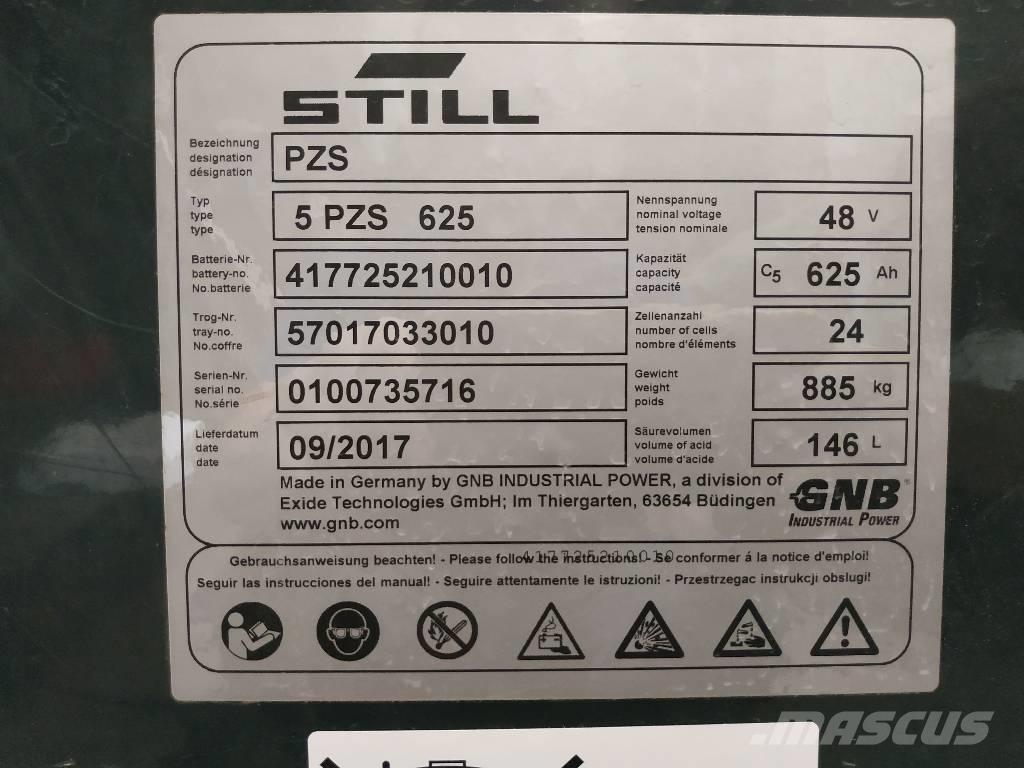 STILL
Bezeichnung
designation
désignation
PZS
Typ
type
type
5 PZS 625
Nennspannung
nominal voltage
tension nominale
48 V
Batterie-Nr.
battery-no.
No.batterie
417725210010
Kapazität
capacity
capacité
C5 625 Ah
Trog-Nr.
tray-no.
No.coffre
57017033010
Zellenanzahl
number of cells
nombre d'éléments
24
Serien-Nr.
serial no.
No.série
0100735716
Gewicht
weight
poids
885 kg
Lieferdatum
date
date
09/2017
Säurevolumen
volume of acid
volume d'acide
146 L
Made in Germany by GNB INDUSTRIAL POWER, a division of
Exide Technologies GmbH; Im Thiergarten, 63654 Büdingen
www.gnb.com
GNB
INDUSTRIAL POWER
Gebrauchsanweisung beachten! - Please follow the instructions! - Se conformer á la notice d'emploi!
417725210010
Seguir las instrucciones del manual! - Seguire attentamente le istruzioni! - Przestrzegac instrukcji obslugi!
MASCUS